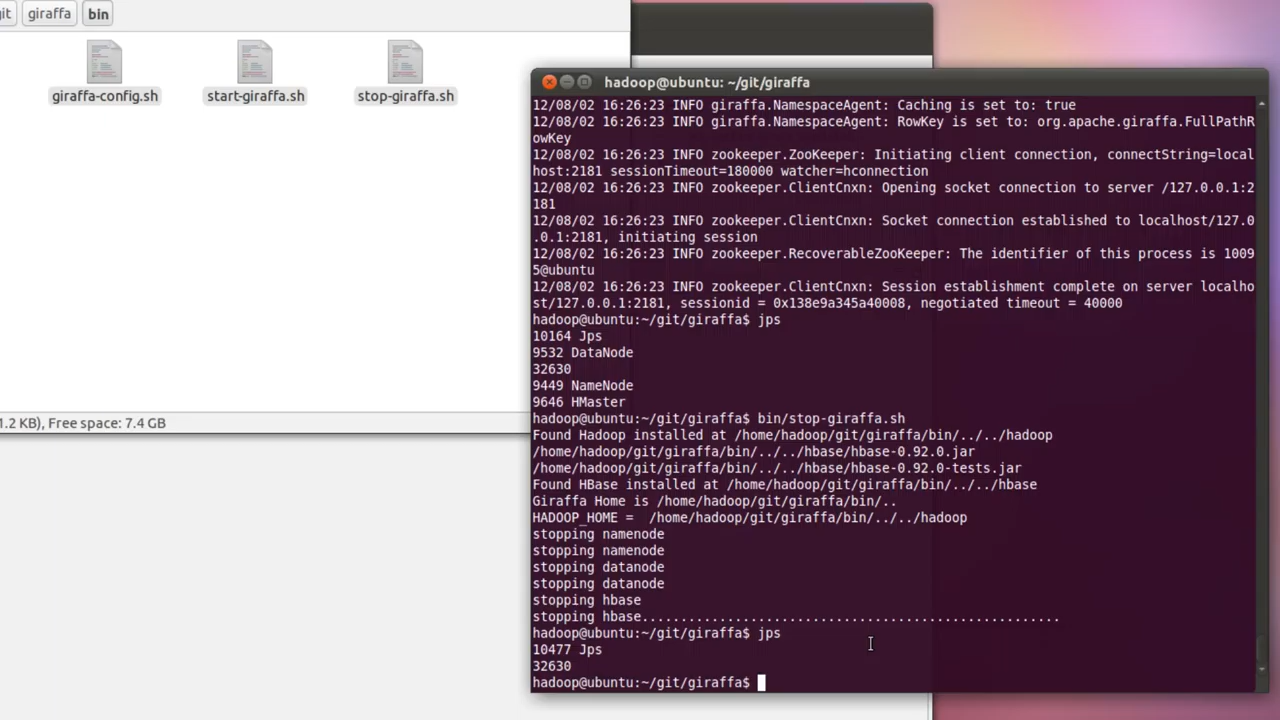 git
giraffa
bin
giraffa-config.sh
start-giraffa.sh
stop-giraffa.sh
1.2 KB), Free space: 7.4 GB
hadoop@ubuntu: ~/git/giraffa
12/08/02 16:26:23 INFO giraffa.NamespaceAgent: Caching is set to: true
12/08/02 16:26:23 INFO giraffa.NamespaceAgent: RowKey is set to: org.apache.giraffa.FullPathR
owKey
12/08/02 16:26:23 INFO zookeeper.ZooKeeper: Initiating client connection, connectString=local
host:2181 sessionTimeout=180000 watcher=hconnection
12/08/02 16:26:23 INFO zookeeper.ClientCnxn: Opening socket connection to server /127.0.0.1:2
181
12/08/02 16:26:23 INFO zookeeper.ClientCnxn: Socket connection established to localhost/127.0
.0.1:2181, initiating session
12/08/02 16:26:23 INFO zookeeper.RecoverableZooKeeper: The identifier of this process is 1009
5@ubuntu
12/08/02 16:26:23 INFO zookeeper.ClientCnxn: Session establishment complete on server localho
st/127.0.0.1:2181, sessionid = 0x138e9a345a40008, negotiated timeout = 40000
hadoop@ubuntu:~/git/giraffa$ jps
10164 Jps
9532 DataNode
32630
9449 NameNode
9646 HMaster
hadoop@ubuntu:~/git/giraffa$ bin/stop-giraffa.sh
Found Hadoop installed at /home/hadoop/git/giraffa/bin/../../hadoop
/home/hadoop/git/giraffa/bin/../../hbase/hbase-0.92.0.jar
/home/hadoop/git/giraffa/bin/../../hbase/hbase-0.92.0-tests.jar
Found HBase installed at /home/hadoop/git/giraffa/bin/../../hbase
Giraffa Home is /home/hadoop/git/giraffa/bin/..
HADOOP_HOME =  /home/hadoop/git/giraffa/bin/../../hadoop
stopping namenode
stopping namenode
stopping datanode
stopping datanode
stopping hbase
stopping hbase.....................................................
hadoop@ubuntu:~/git/giraffa$ jps
10477 Jps
32630
hadoop@ubuntu:~/git/giraffa$